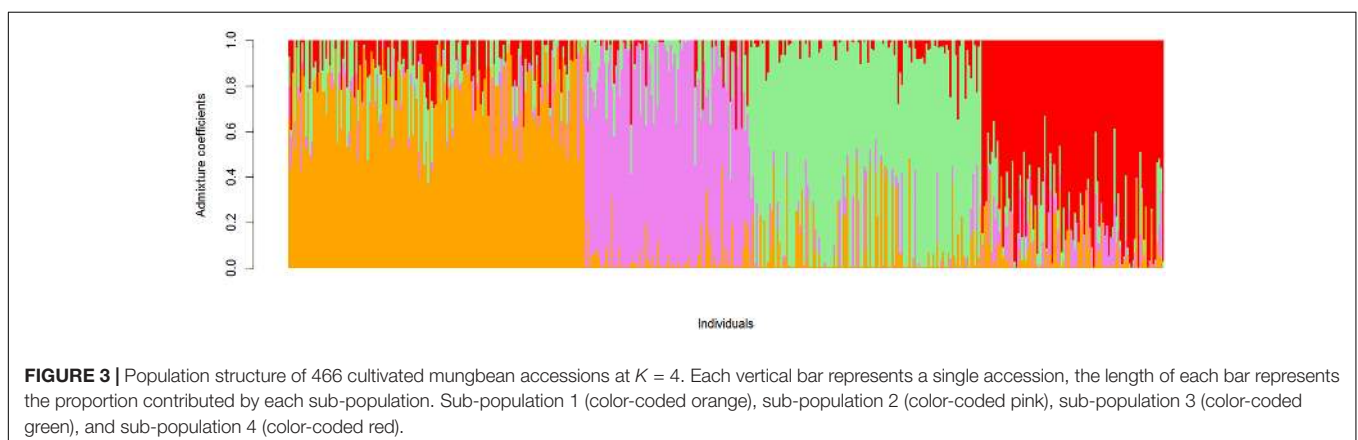 1.0
0.8
0.6
0.4
0.2
0.0
Admixture coefficients
Individuals
FIGURE 3 | Population structure of 466 cultivated mungbean accessions at K = 4. Each vertical bar represents a single accession, the length of each bar represents
the proportion contributed by each sub-population. Sub-population 1 (color-coded orange), sub-population 2 (color-coded pink), sub-population 3 (color-coded
green), and sub-population 4 (color-coded red).